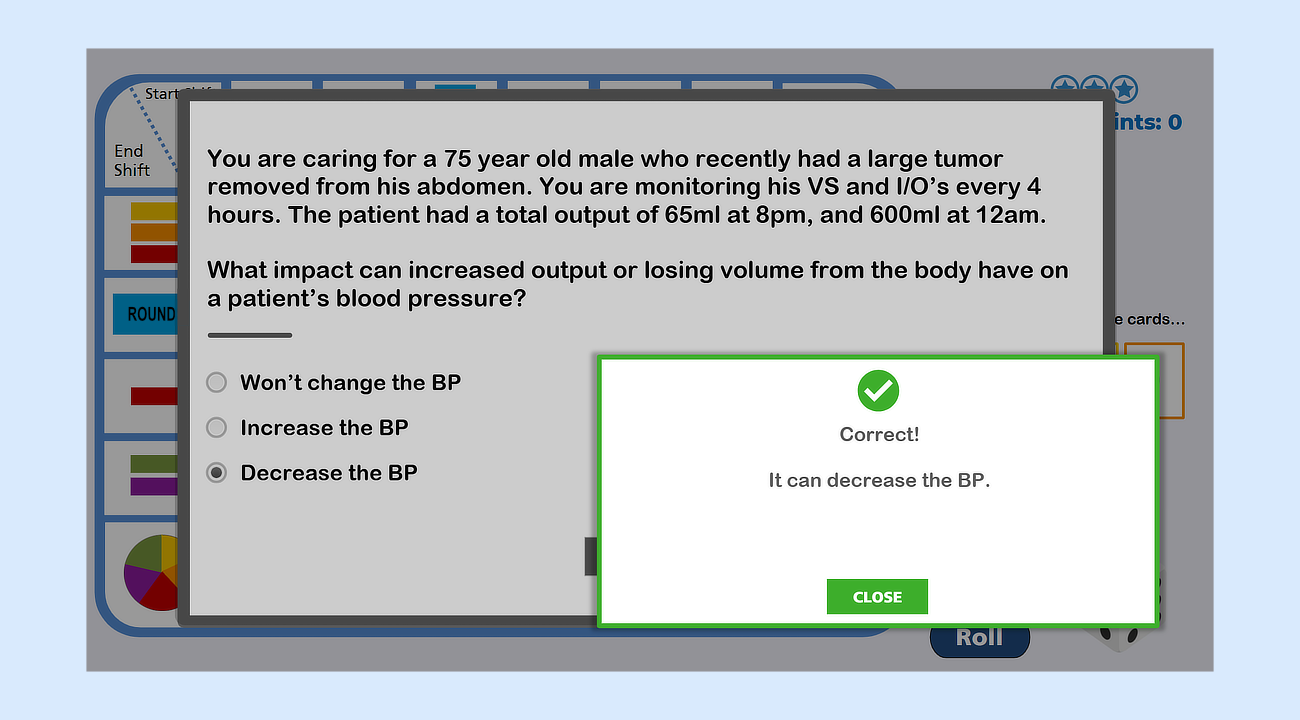 Start
ints: 0
End
Shift
You are caring for a 75 year old male who recently had a large tumor
removed from his abdomen. You are monitoring his VS and I/O’s every 4
hours. The patient had a total output of 65ml at 8pm, and 600ml at 12am.
What impact can increased output or losing volume from the body have on
a patient’s blood pressure?
ROUND
e cards...
Won’t change the BP
Increase the BP
Decrease the BP
Correct!
It can decrease the BP.
CLOSE
Roll